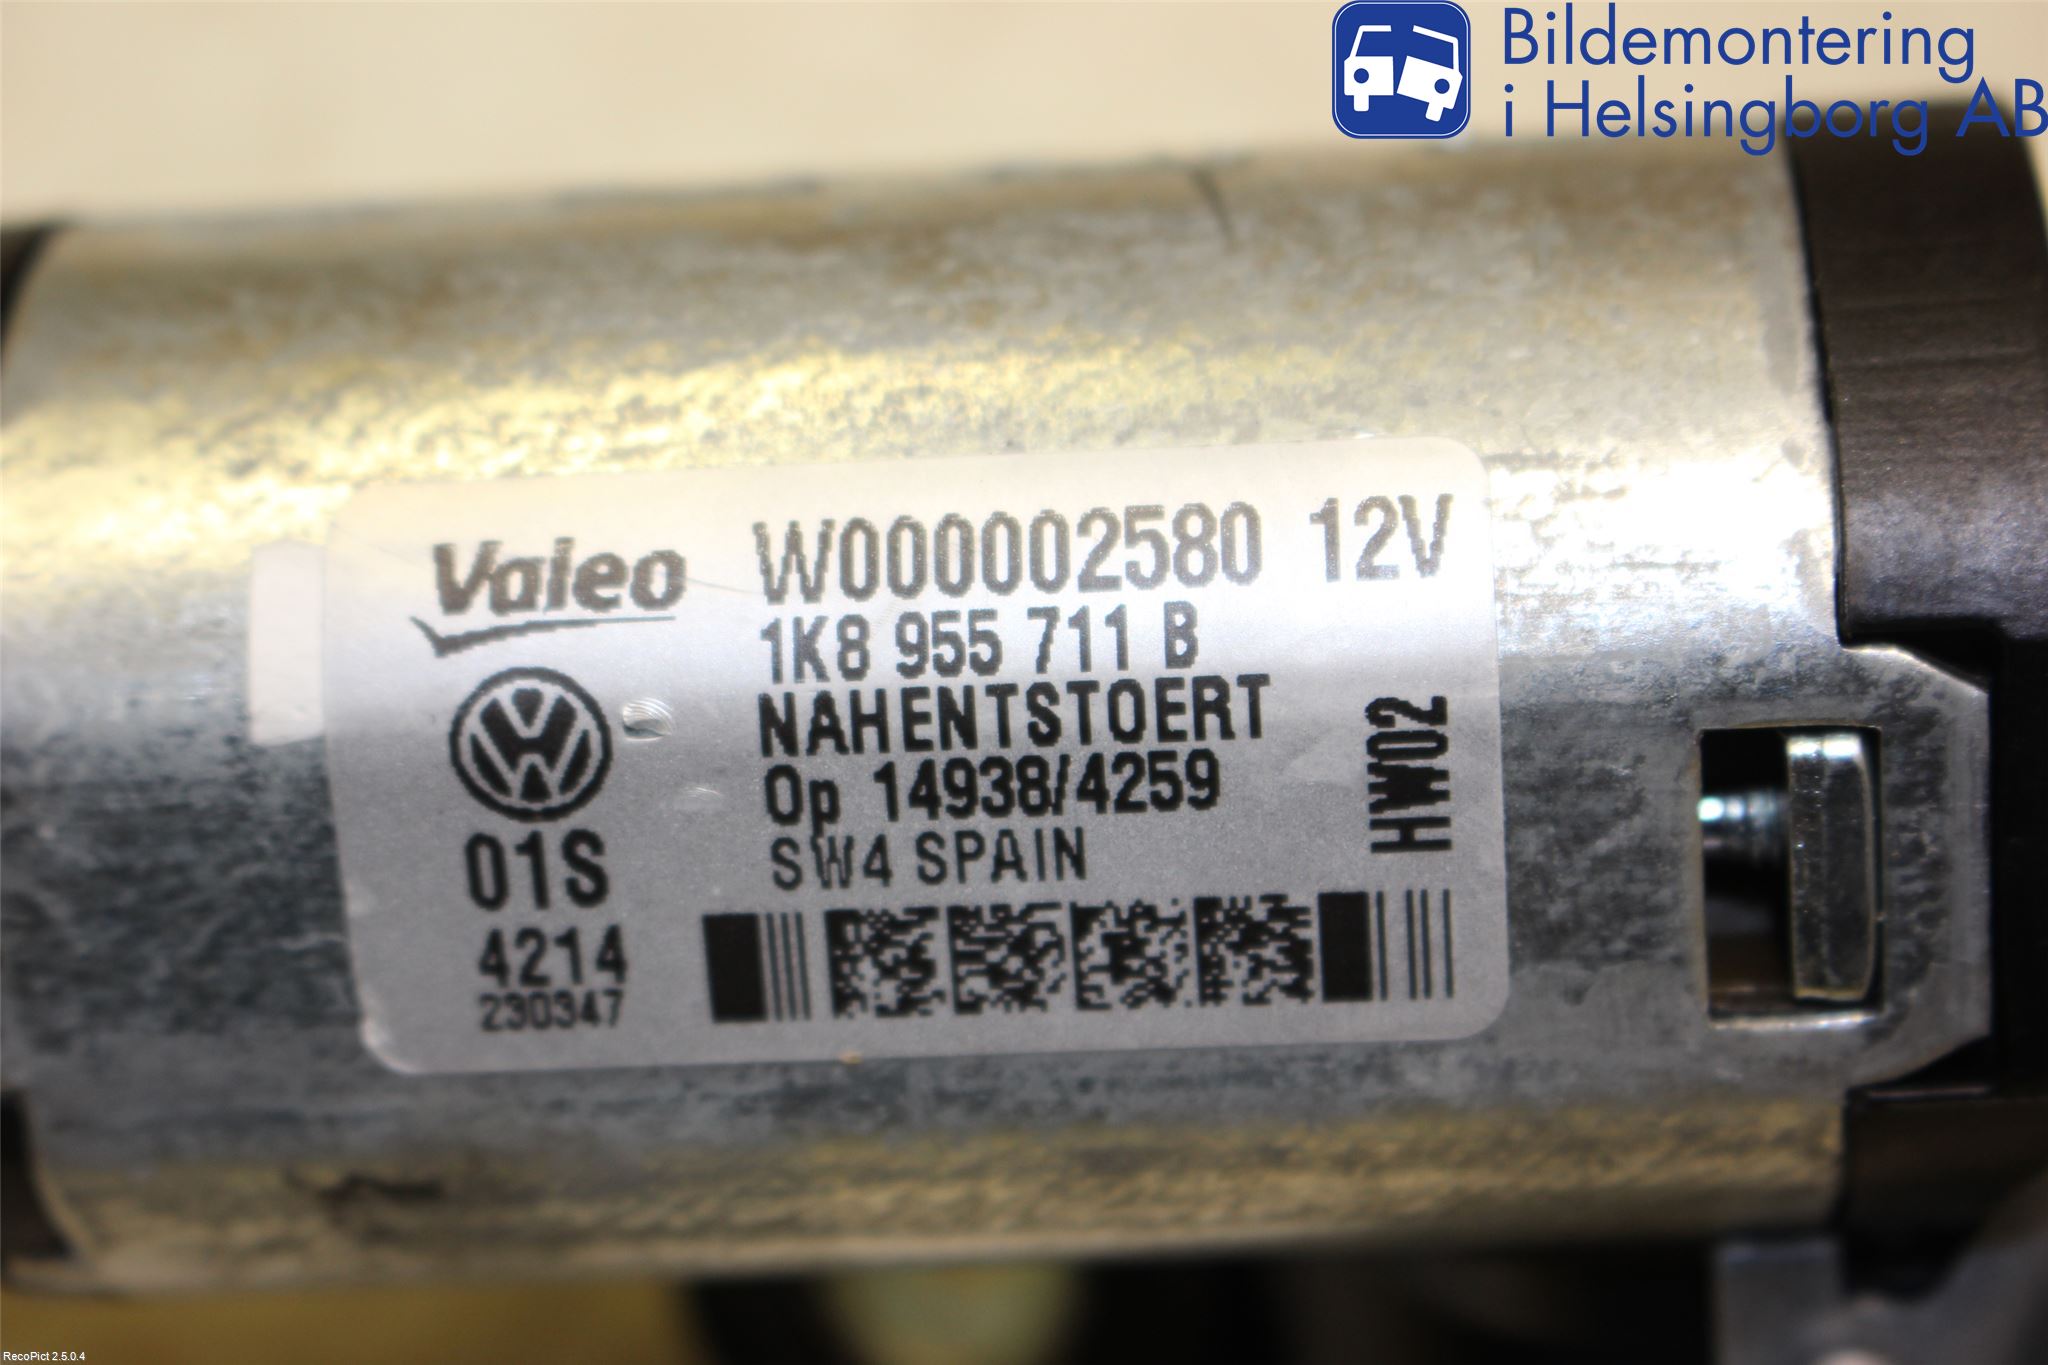 Bildemontering
i Helsingborg AB
Valeo
W000002580 12V
1K8 955 711 B
NAHENTSTOERT
Op 14938/4259
SW4 SPAIN
HW02
01S
4214
230347
RecoPict 2.5.0.4